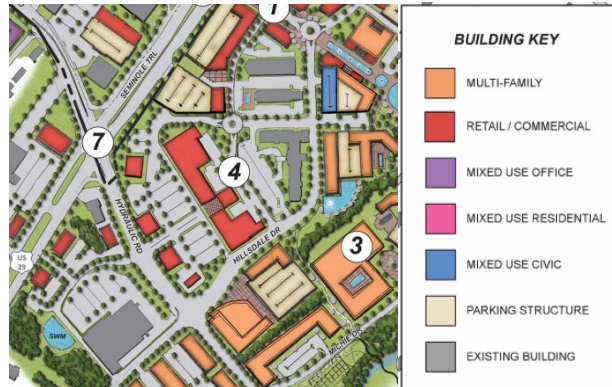 1
SEMINOLE TRL
7
4
HYDRAULIC RD
HILLSDALE DR
3
US
29
SWM
MICHIE DR
BUILDING KEY
MULTI-FAMILY
RETAIL / COMMERCIAL
MIXED USE OFFICE
MIXED USE RESIDENTIAL
MIXED USE CIVIC
PARKING STRUCTURE
EXISTING BUILDING